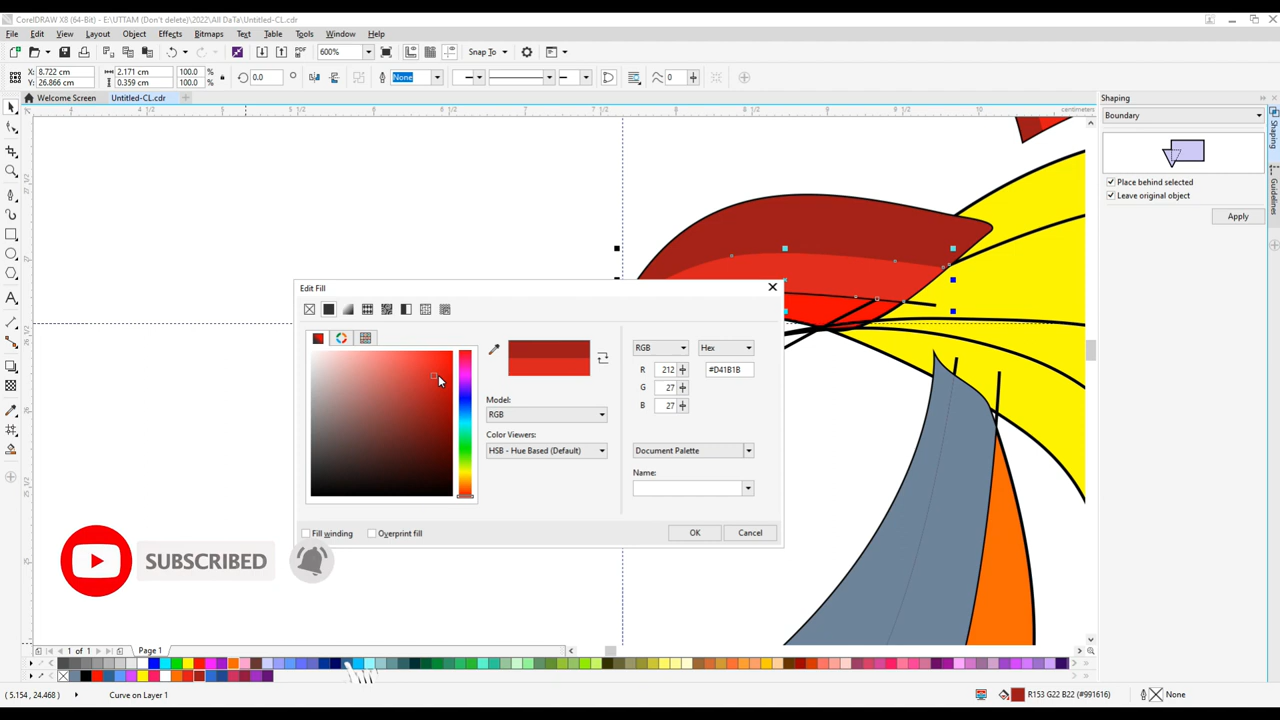 CorelDRAW X8 (64-Bit) - E:\UTTAM (Don't delete)\2022\All DaTa\Untitled-CL.cdr
File Edit View Layout Object Effects Bitmaps Text Table Tools Window Help
PDF 600% Snap To
X: 8.722 cm 2.171 cm 100.0 % 0.0 None 0
Y: 26.866 cm 0.359 cm 100.0 %
Welcome Screen Untitled-CL.cdr
centimeters
Shaping
Boundary
Place behind selected
Leave original object
Apply
Shaping
Guidelines
Edit Fill
RGB Hex
R 212 #D41B1B
G 27
B 27
Model:
RGB
Color Viewers:
HSB - Hue Based (Default) Document Palette
Name:
Fill winding Overprint fill OK Cancel
SUBSCRIBED
1 of 1 Page 1
(5.154, 24.468) Curve on Layer 1 R153 G22 B22 (#991616) None